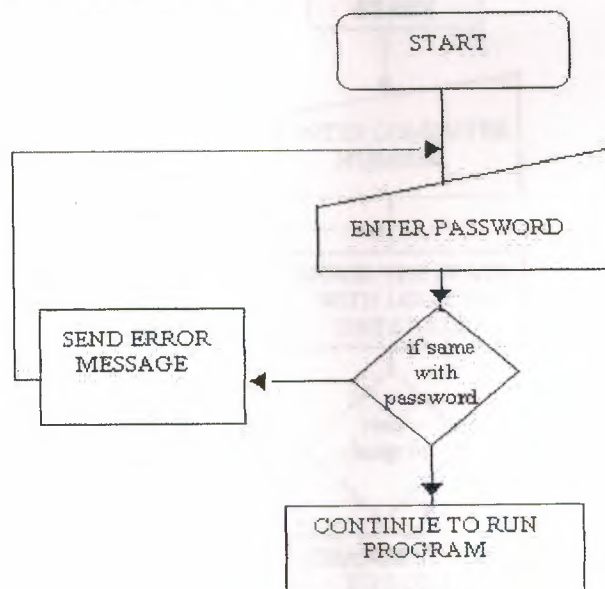 START
ENTER PASSWORD
if same
with
password
SEND ERROR
MESSAGE
CONTINUE TO RUN
PROGRAM